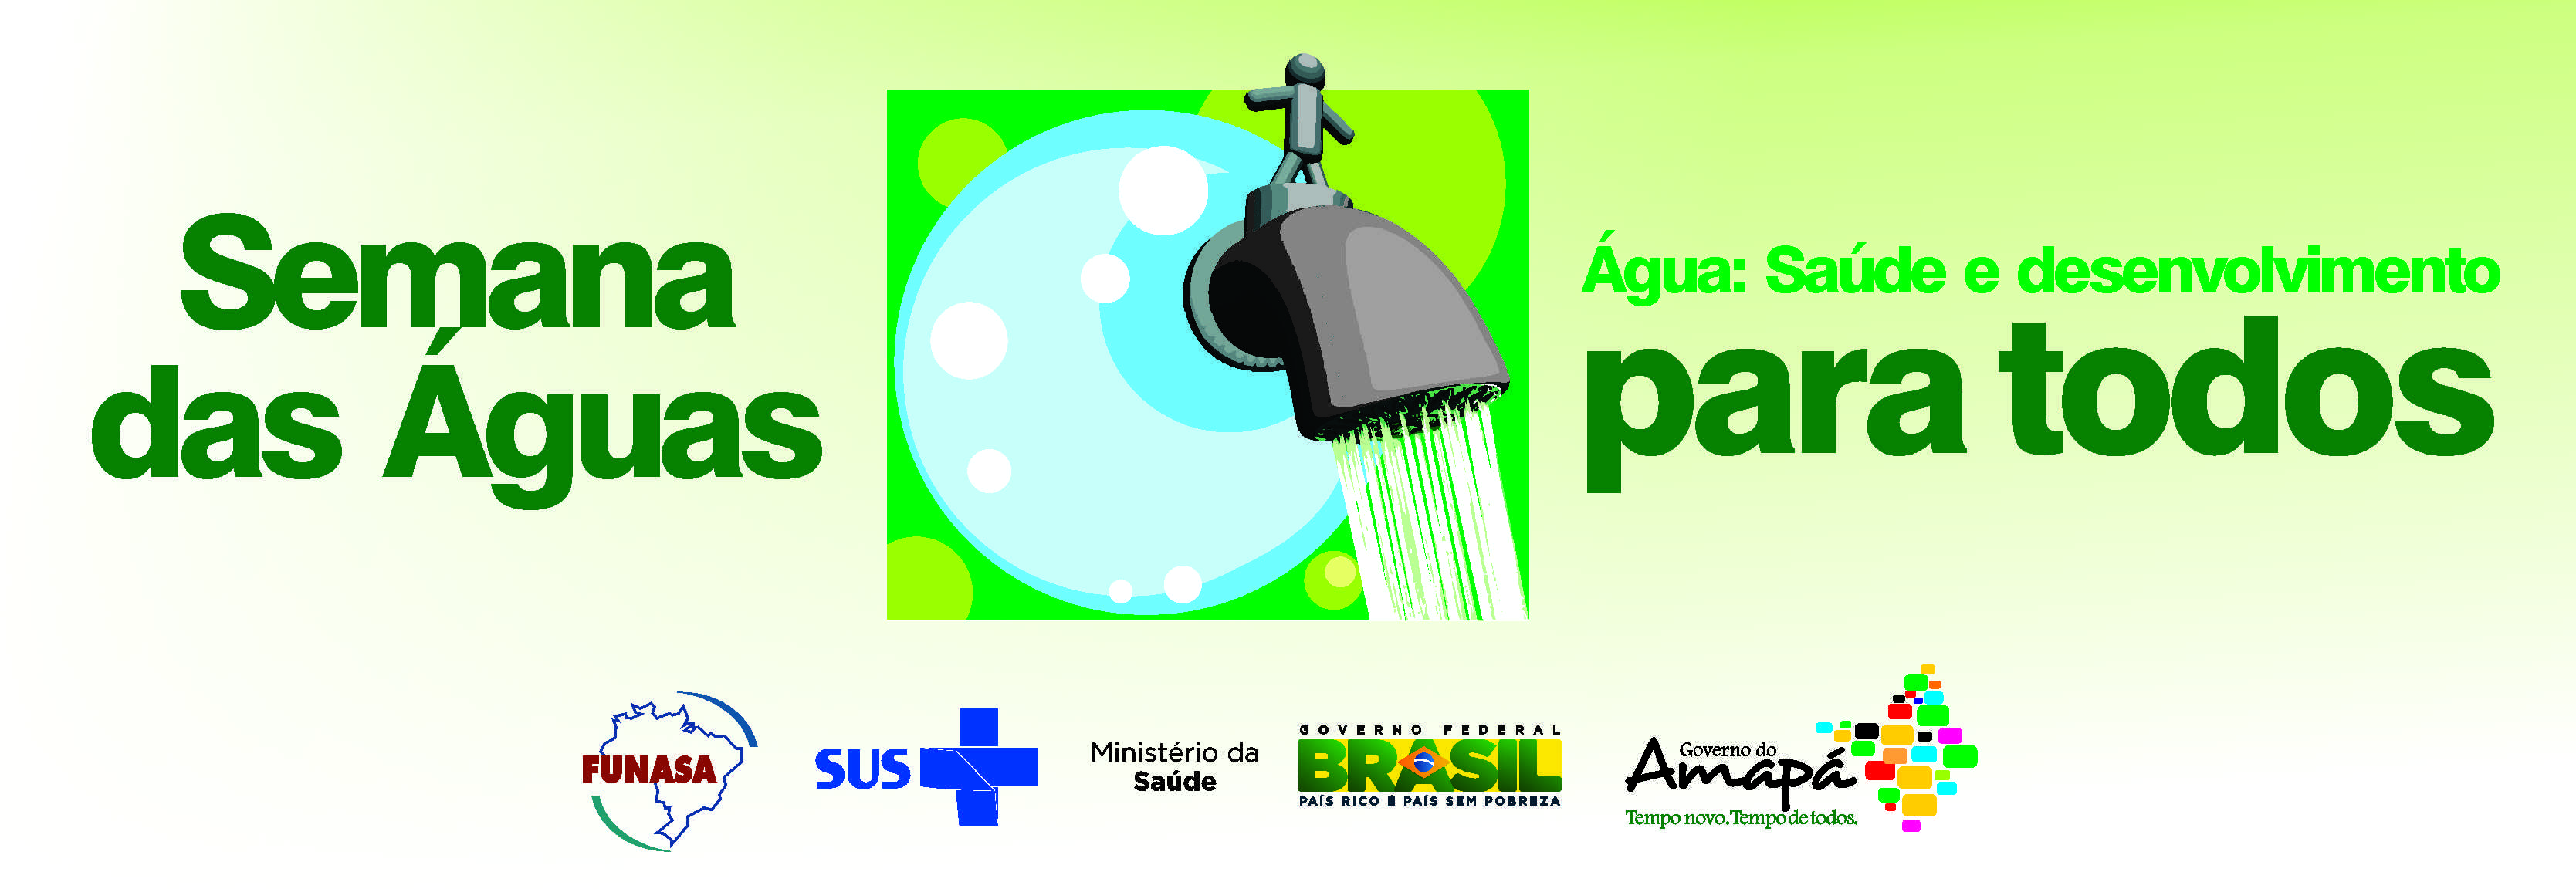 Semana
das Águas
Água: Saúde e desenvolvimento
para todos
FUNASA
SUS
Ministério da
Saúde
GOVERNO FEDERAL
BRASIL
PAÍS RICO É PAÍS SEM POBREZA
Governo do
Amapá
Tempo novo. Tempo de todos.